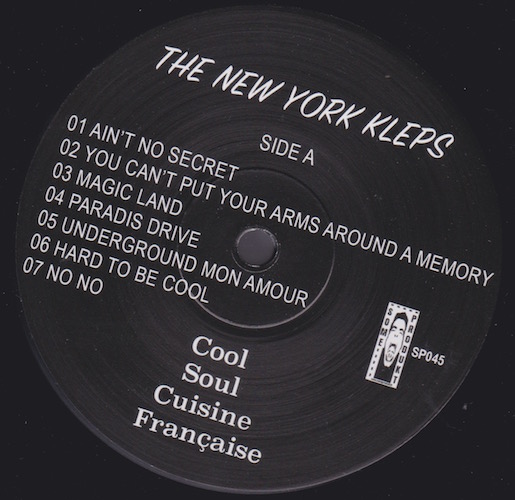 THE NEW YORK KLEPS
SIDE A
01 AIN'T NO SECRET
02 YOU CAN'T PUT YOUR ARMS AROUND A MEMORY
03 MAGIC LAND
04 PARADIS DRIVE
05 UNDERGROUND MON AMOUR
06 HARD TO BE COOL
07 NO NO
SOME
PRODUKT
SP045
Cool
Soul
Cuisine
Française